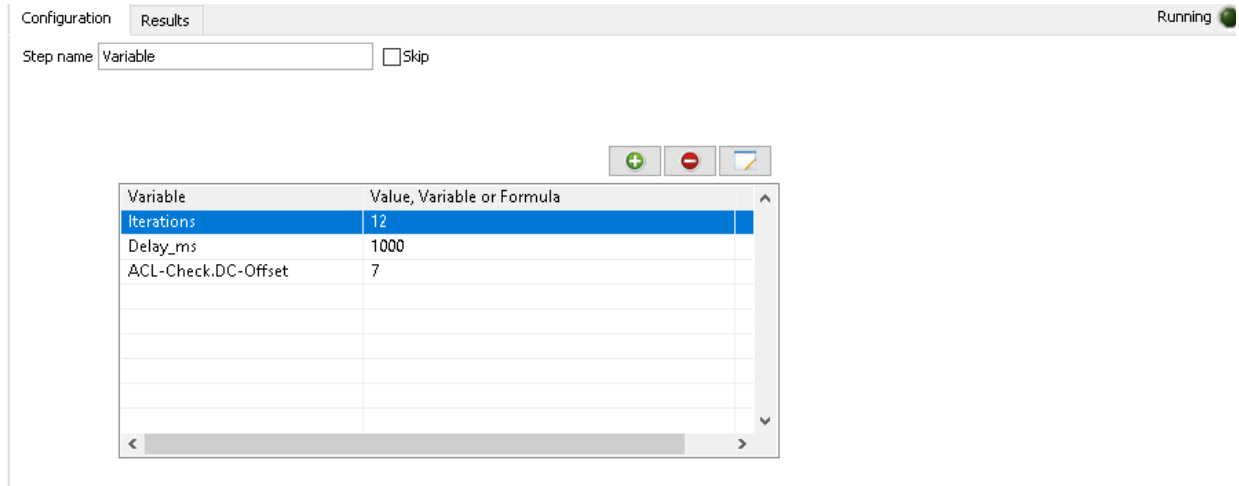 Configuration Results Running
Step name Variable Skip
Variable Value, Variable or Formula
Iterations 12
Delay_ms 1000
ACL-Check.DC-Offset 7